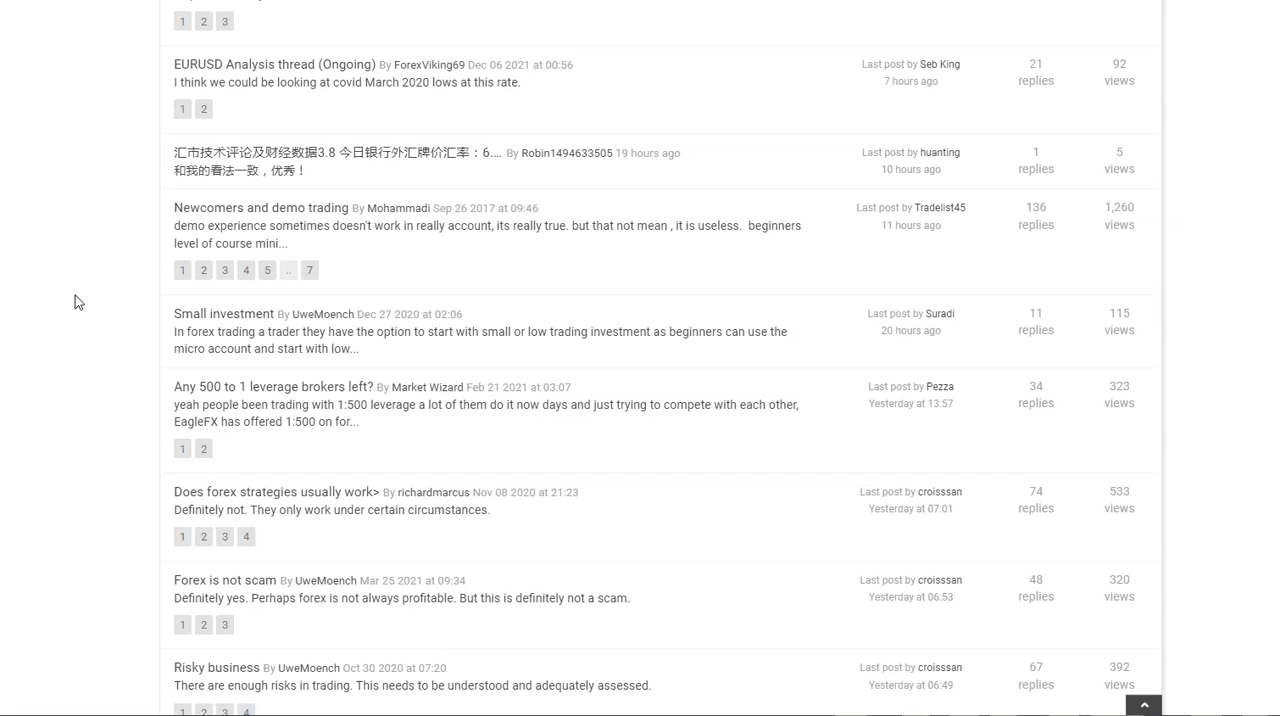 1 2 3
EURUSD Analysis thread (Ongoing) By ForexViking69 Dec 06 2021 at 00:56 Last post by Seb King 21 92
I think we could be looking at covid March 2020 lows at this rate. 7 hours ago replies views
1 2
汇市技术评论及财经数据3.8 今日银行外汇牌价汇率：6.... By Robin1494633505 19 hours ago Last post by huanting 1 5
和我的看法一致，优秀！ 10 hours ago replies views
Newcomers and demo trading By Mohammadi Sep 26 2017 at 09:46 Last post by Tradelist45 136 1,260
demo experience sometimes doesn't work in really account, its really true. but that not mean , it is useless. beginners 11 hours ago replies views
level of course mini...
1 2 3 4 5 .. 7
Small investment By UweMoench Dec 27 2020 at 02:06 Last post by Suradi 11 115
In forex trading a trader they have the option to start with small or low trading investment as beginners can use the 20 hours ago replies views
micro account and start with low...
Any 500 to 1 leverage brokers left? By Market Wizard Feb 21 2021 at 03:07 Last post by Pezza 34 323
yeah people been trading with 1:500 leverage a lot of them do it now days and just trying to compete with each other, Yesterday at 13:57 replies views
EagleFX has offered 1:500 on for...
1 2
Does forex strategies usually work> By richardmarcus Nov 08 2020 at 21:23 Last post by croisssan 74 533
Definitely not. They only work under certain circumstances. Yesterday at 07:01 replies views
1 2 3 4
Forex is not scam By UweMoench Mar 25 2021 at 09:34 Last post by croisssan 48 320
Definitely yes. Perhaps forex is not always profitable. But this is definitely not a scam. Yesterday at 06:53 replies views
1 2 3
Risky business By UweMoench Oct 30 2020 at 07:20 Last post by croisssan 67 392
There are enough risks in trading. This needs to be understood and adequately assessed. Yesterday at 06:49 replies views
1 2 3 4